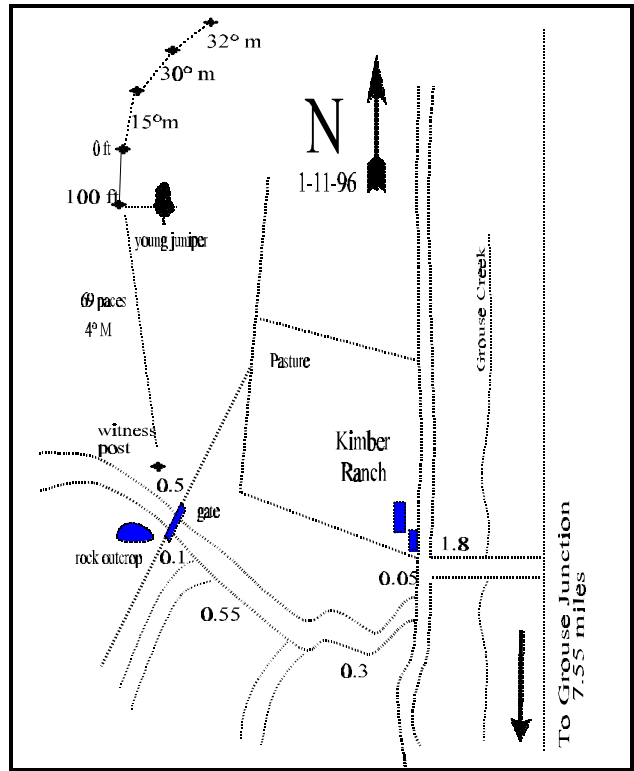 32° m
30° m
15°m
0 ft
100 ft
young juniper
N
1-11-96
69 paces
4° M
Pasture
Grouse Creek
witness
post
0.5
gate
Kimber
Ranch
rock outcrop
0.1
1.8
0.05
0.55
0.3
To Grouse Junction
7.55 miles